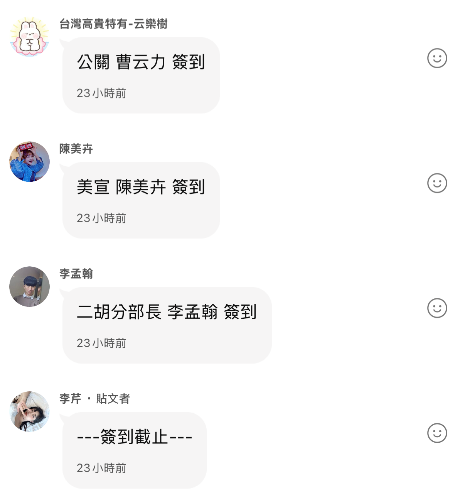 台灣高貴特有-云樂樹
公關 曹云力 簽到
23 小時前
陳美卉
美宣 陳美卉 簽到
23 小時前
李孟翰
二胡分部長 李孟翰 簽到
23 小時前
李芹・貼文者
---簽到截止---
23 小時前